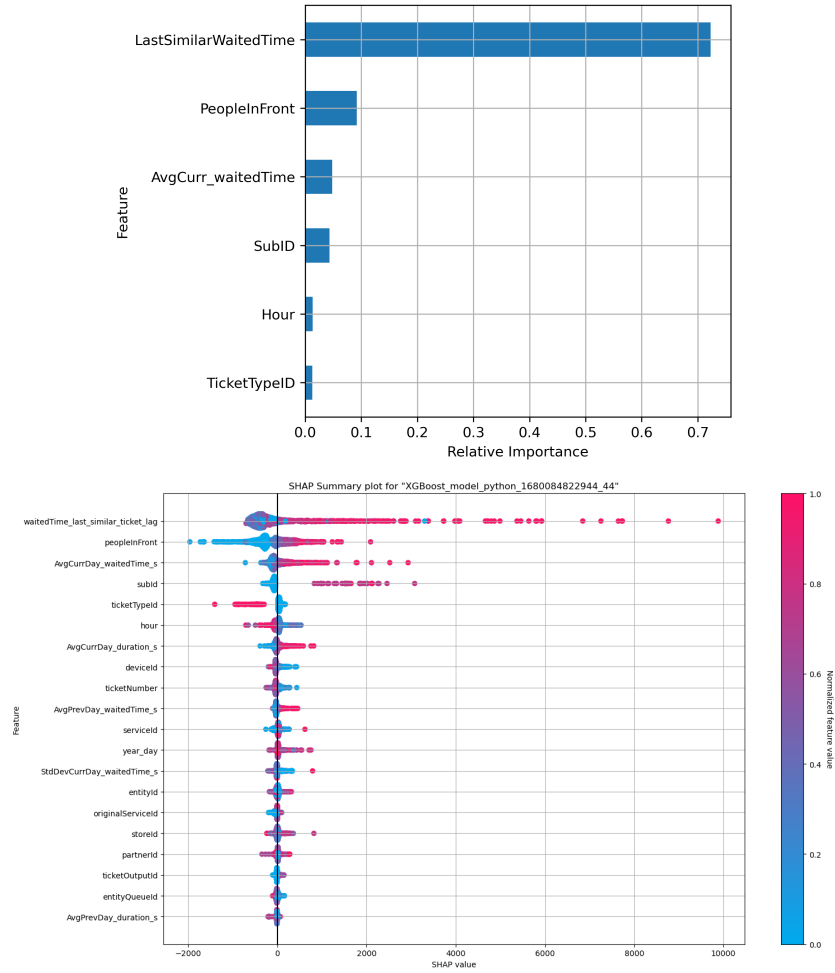 LastSimilarWaitedTime
PeopleInFront
AvgCurr_waitedTime
SubID
Hour
TicketTypeID
Feature
0.0 0.1 0.2 0.3 0.4 0.5 0.6 0.7
Relative Importance
SHAP Summary plot for "XGBoost_model_python_1680084822944_44"
waitedTime_last_similar_ticket_lag
peopleInFront
AvgCurrDay_waitedTime_s
subId
ticketTypeId
hour
AvgCurrDay_duration_s
deviceId
ticketNumber
AvgPrevDay_waitedTime_s
serviceId
year_day
StdDevCurrDay_waitedTime_s
entityId
originalServiceId
storeId
partnerId
ticketOutputId
entityQueueId
AvgPrevDay_duration_s
Feature
−2000 0 2000 4000 6000 8000 10000
SHAP value
1.0
0.8
0.6
0.4
0.2
0.0
Normalized feature value